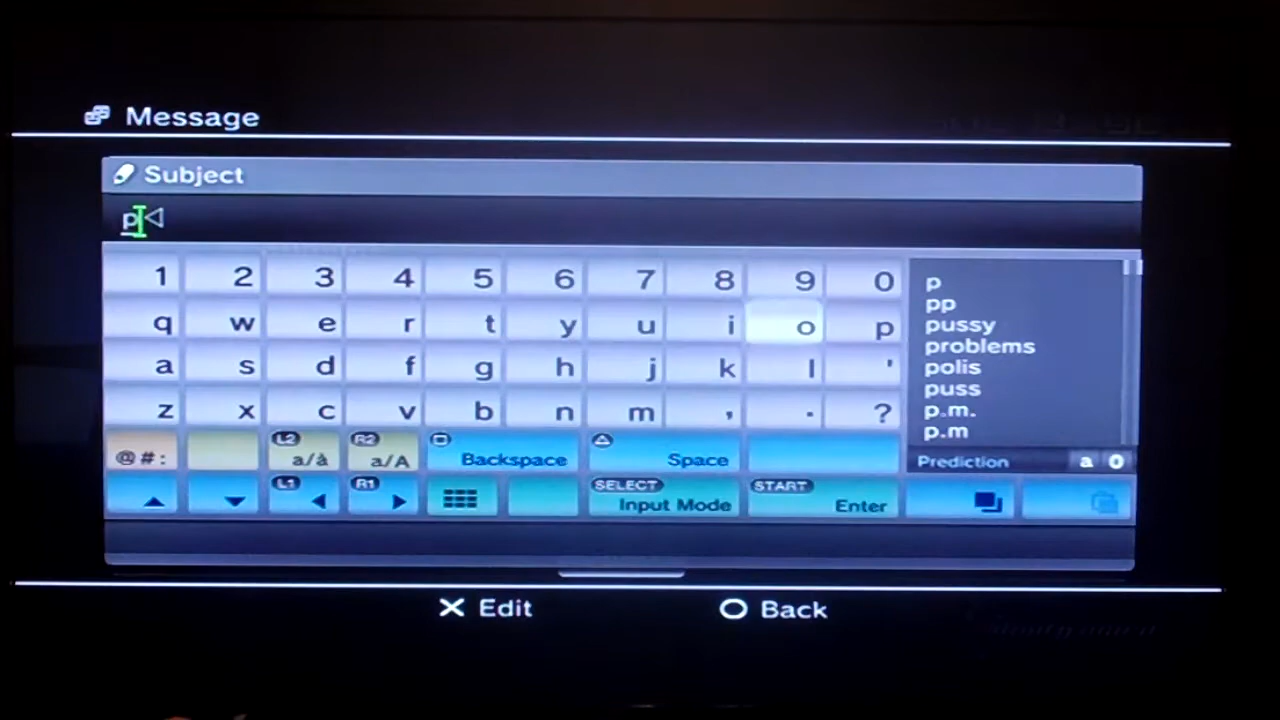 Message
Subject
p
1 2 3 4 5 6 7 8 9 0
q w e r t y u i o p
a s d f g h j k l '
z x c v b n m , . ?
p
pp
pussy
problems
polis
puss
p.m.
p.m
@#: L2 a/à R2 a/A Backspace Space
Prediction a 0
L1 R1 SELECT Input Mode START Enter
Edit Back